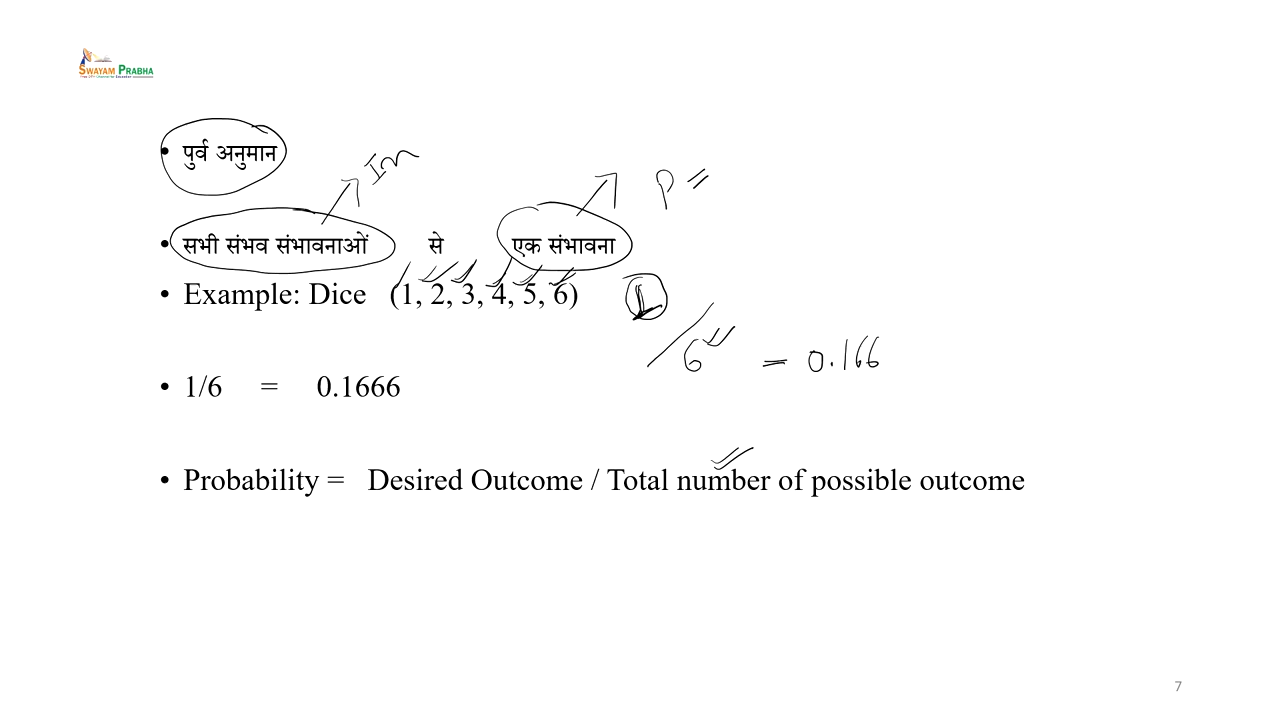 SWAYAM PRABHA
• पुर्व अनुमान
• सभी संभव संभावनाओं से एक संभावना
P =
• Example: Dice (1, 2, 3, 4, 5, 6) 1
/6 = 0.166
• 1/6 = 0.1666
• Probability = Desired Outcome / Total number of possible outcome
7